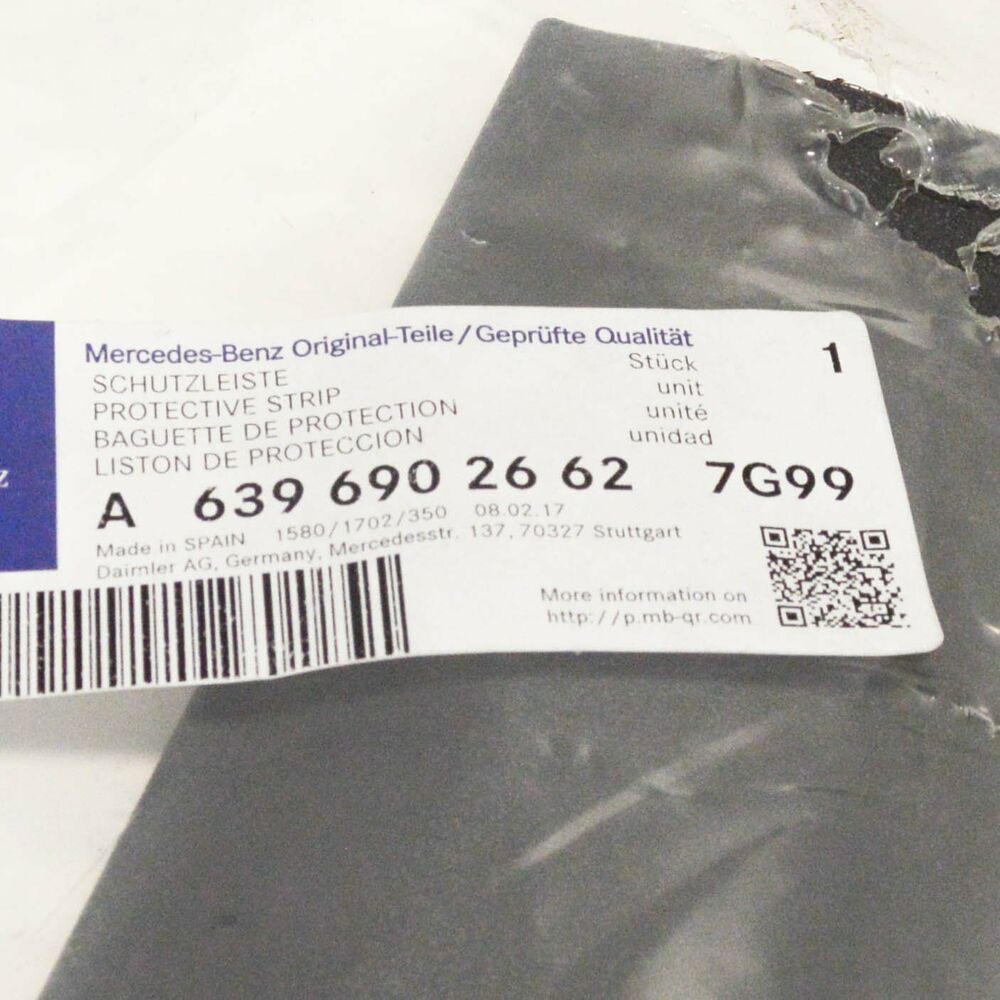 Mercedes-Benz Original-Teile/Geprüfte Qualität
SCHUTZLEISTE Stück 1
PROTECTIVE STRIP unit
BAGUETTE DE PROTECTION unité
LISTON DE PROTECCION unidad
A 639 690 26 62 7G99
Made in SPAIN 1580/1702/350 08.02.17
Daimler AG, Germany, Mercedesstr. 137, 70327 Stuttgart
More information on
http://p.mb-qr.com
z